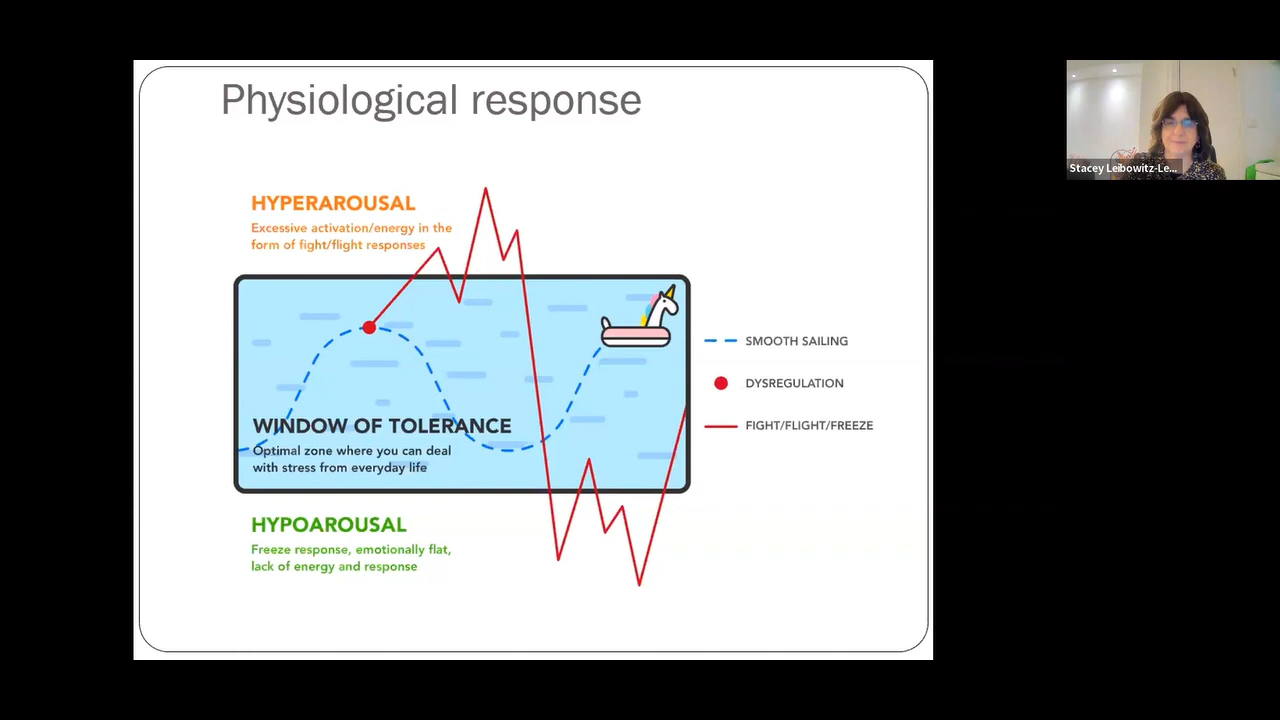 Physiological response
HYPERAROUSAL
Excessive activation/energy in the
form of fight/flight responses
WINDOW OF TOLERANCE
Optimal zone where you can deal
with stress from everyday life
HYPOAROUSAL
Freeze response, emotionally flat,
lack of energy and response
SMOOTH SAILING
DYSREGULATION
FIGHT/FLIGHT/FREEZE
Stacey Leibowitz-Le...